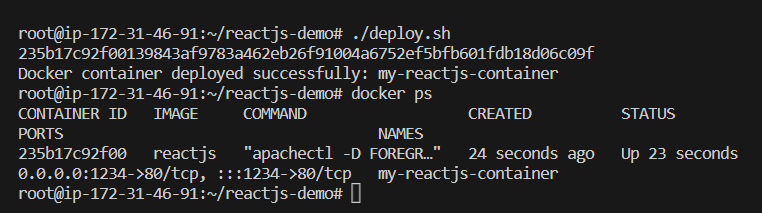 root@ip-172-31-46-91:~/reactjs-demo# ./deploy.sh
235b17c92f00139843af9783a462eb26f91004a6752ef5bfb601fdb18d06c09f
Docker container deployed successfully: my-reactjs-container
root@ip-172-31-46-91:~/reactjs-demo# docker ps
CONTAINER ID   IMAGE     COMMAND                  CREATED          STATUS
PORTS                                   NAMES
235b17c92f00   reactjs   "apachectl -D FOREGR…"   24 seconds ago   Up 23 seconds
0.0.0.0:1234->80/tcp, :::1234->80/tcp   my-reactjs-container
root@ip-172-31-46-91:~/reactjs-demo#